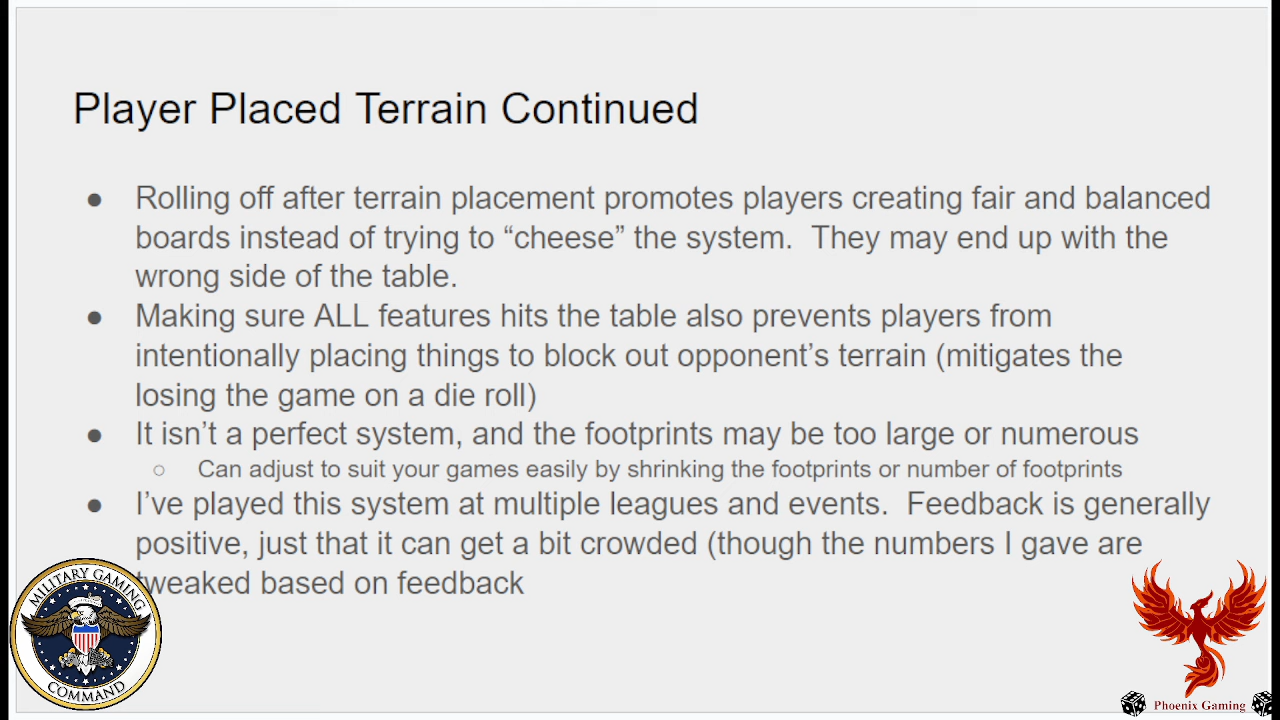 Player Placed Terrain Continued
● Rolling off after terrain placement promotes players creating fair and balanced
boards instead of trying to “cheese” the system.  They may end up with the
wrong side of the table.
● Making sure ALL features hits the table also prevents players from
intentionally placing things to block out opponent’s terrain (mitigates the
losing the game on a die roll)
● It isn’t a perfect system, and the footprints may be too large or numerous
○ Can adjust to suit your games easily by shrinking the footprints or number of footprints
● I’ve played this system at multiple leagues and events.  Feedback is generally
positive, just that it can get a bit crowded (though the numbers I gave are
tweaked based on feedback
MILITARY GAMING
COMMAND
Phoenix Gaming